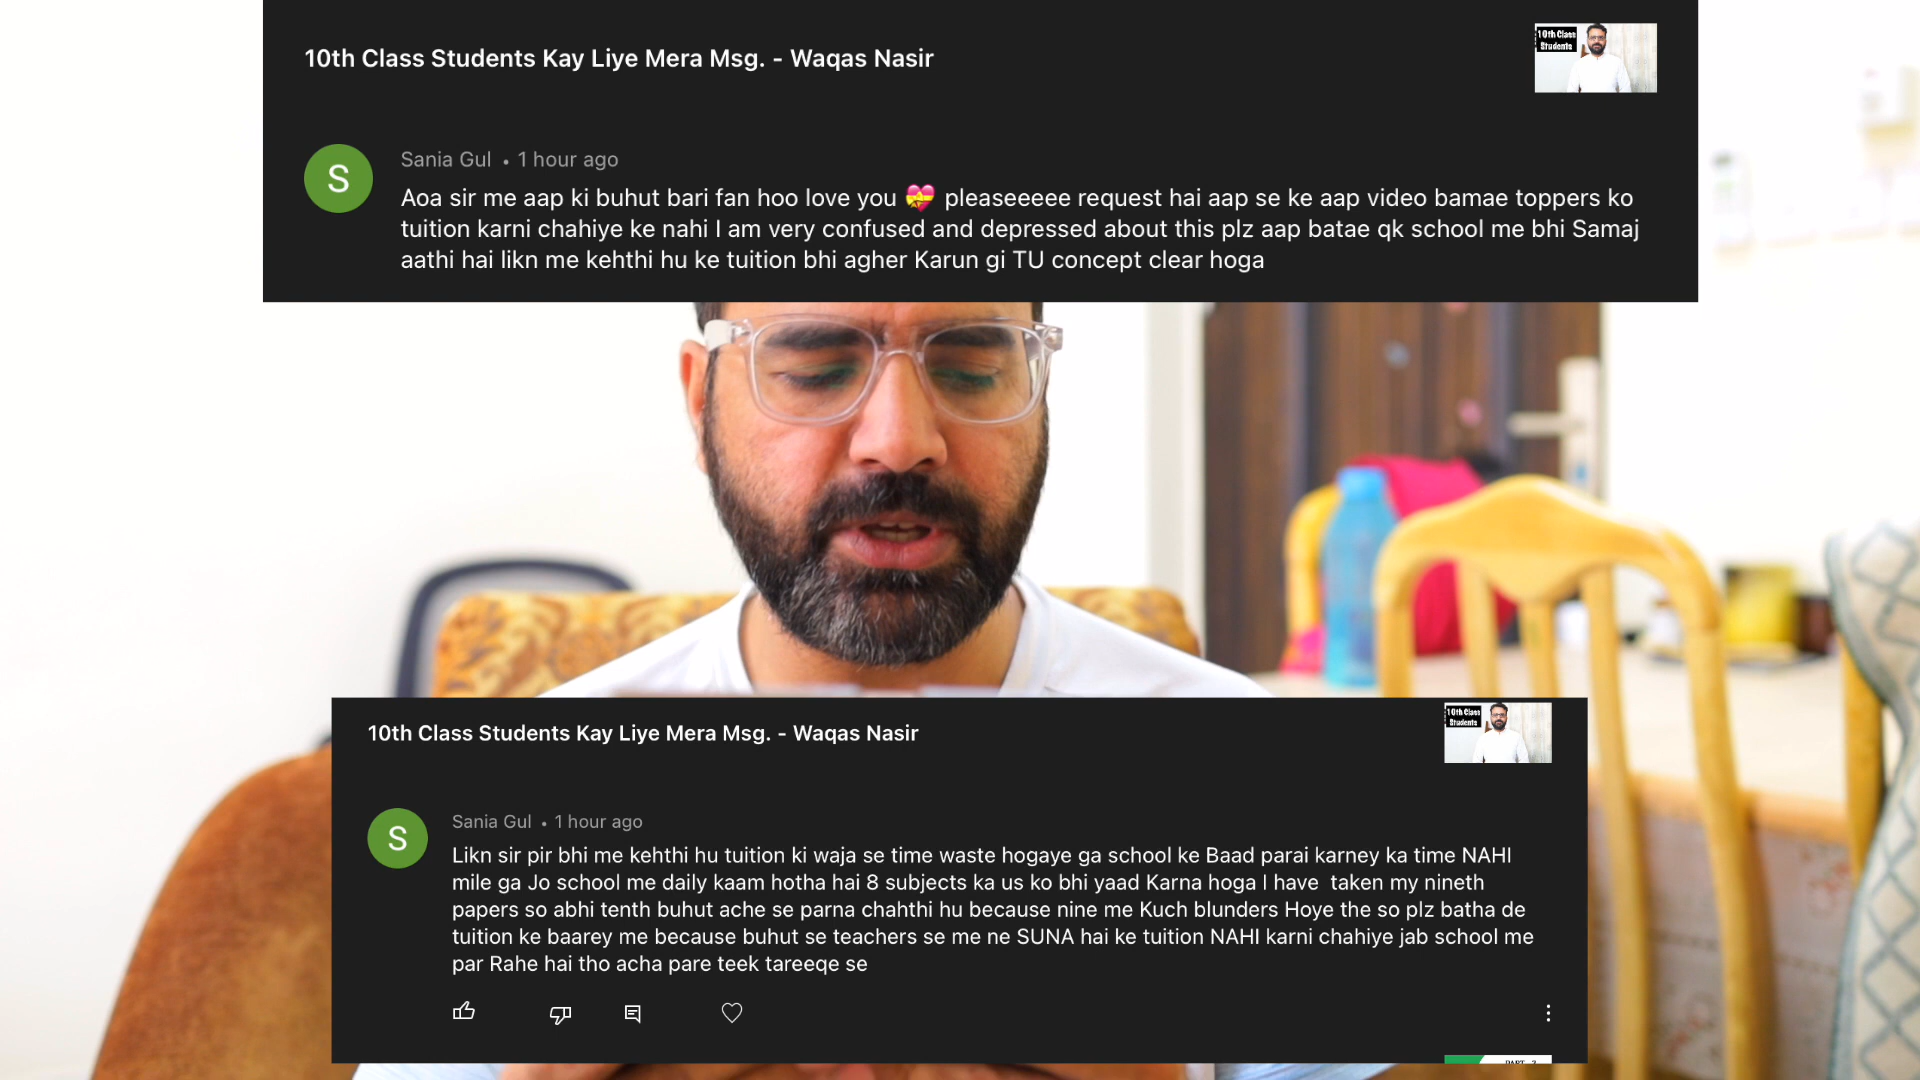 10th Class Students Kay Liye Mera Msg. - Waqas Nasir
10th Class
Students
S
Sania Gul • 1 hour ago
Aoa sir me aap ki buhut bari fan hoo love you 💝 pleaseeeee request hai aap se ke aap video bamae toppers ko
tuition karni chahiye ke nahi I am very confused and depressed about this plz aap batae qk school me bhi Samaj
aathi hai likn me kehthi hu ke tuition bhi agher Karun gi TU concept clear hoga
10th Class Students Kay Liye Mera Msg. - Waqas Nasir
10th Class
Students
S
Sania Gul • 1 hour ago
Likn sir pir bhi me kehthi hu tuition ki waja se time waste hogaye ga school ke Baad parai karney ka time NAHI
mile ga Jo school me daily kaam hotha hai 8 subjects ka us ko bhi yaad Karna hoga I have taken my nineth
papers so abhi tenth buhut ache se parna chahthi hu because nine me Kuch blunders Hoye the so plz batha de
tuition ke baarey me because buhut se teachers se me ne SUNA hai ke tuition NAHI karni chahiye jab school me
par Rahe hai tho acha pare teek tareeqe se